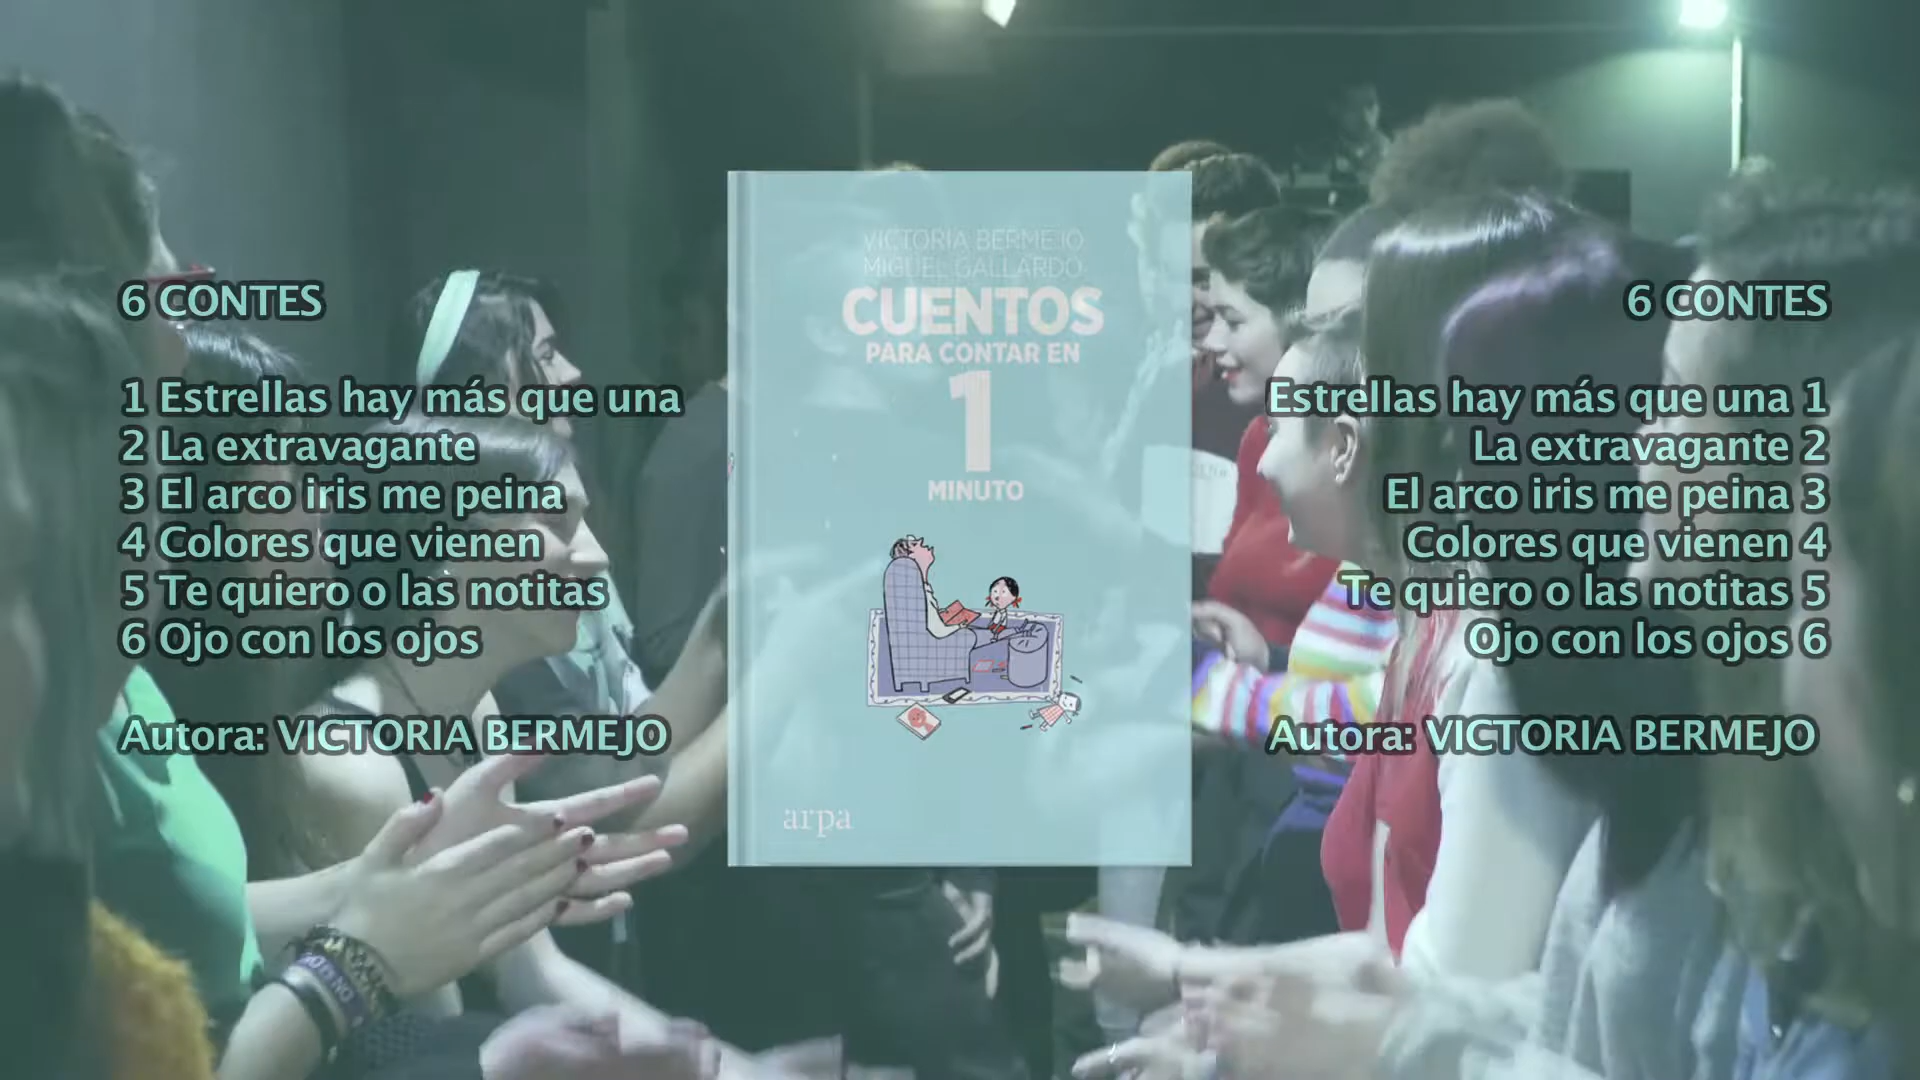 6 CONTES
1 Estrellas hay más que una
2 La extravagante
3 El arco iris me peina
4 Colores que vienen
5 Te quiero o las notitas
6 Ojo con los ojos
Autora: VICTORIA BERMEJO
VICTORIA BERMEJO
MIGUEL GALLARDO
CUENTOS
PARA CONTAR EN
1
MINUTO
arpa
6 CONTES
Estrellas hay más que una 1
La extravagante 2
El arco iris me peina 3
Colores que vienen 4
Te quiero o las notitas 5
Ojo con los ojos 6
Autora: VICTORIA BERMEJO